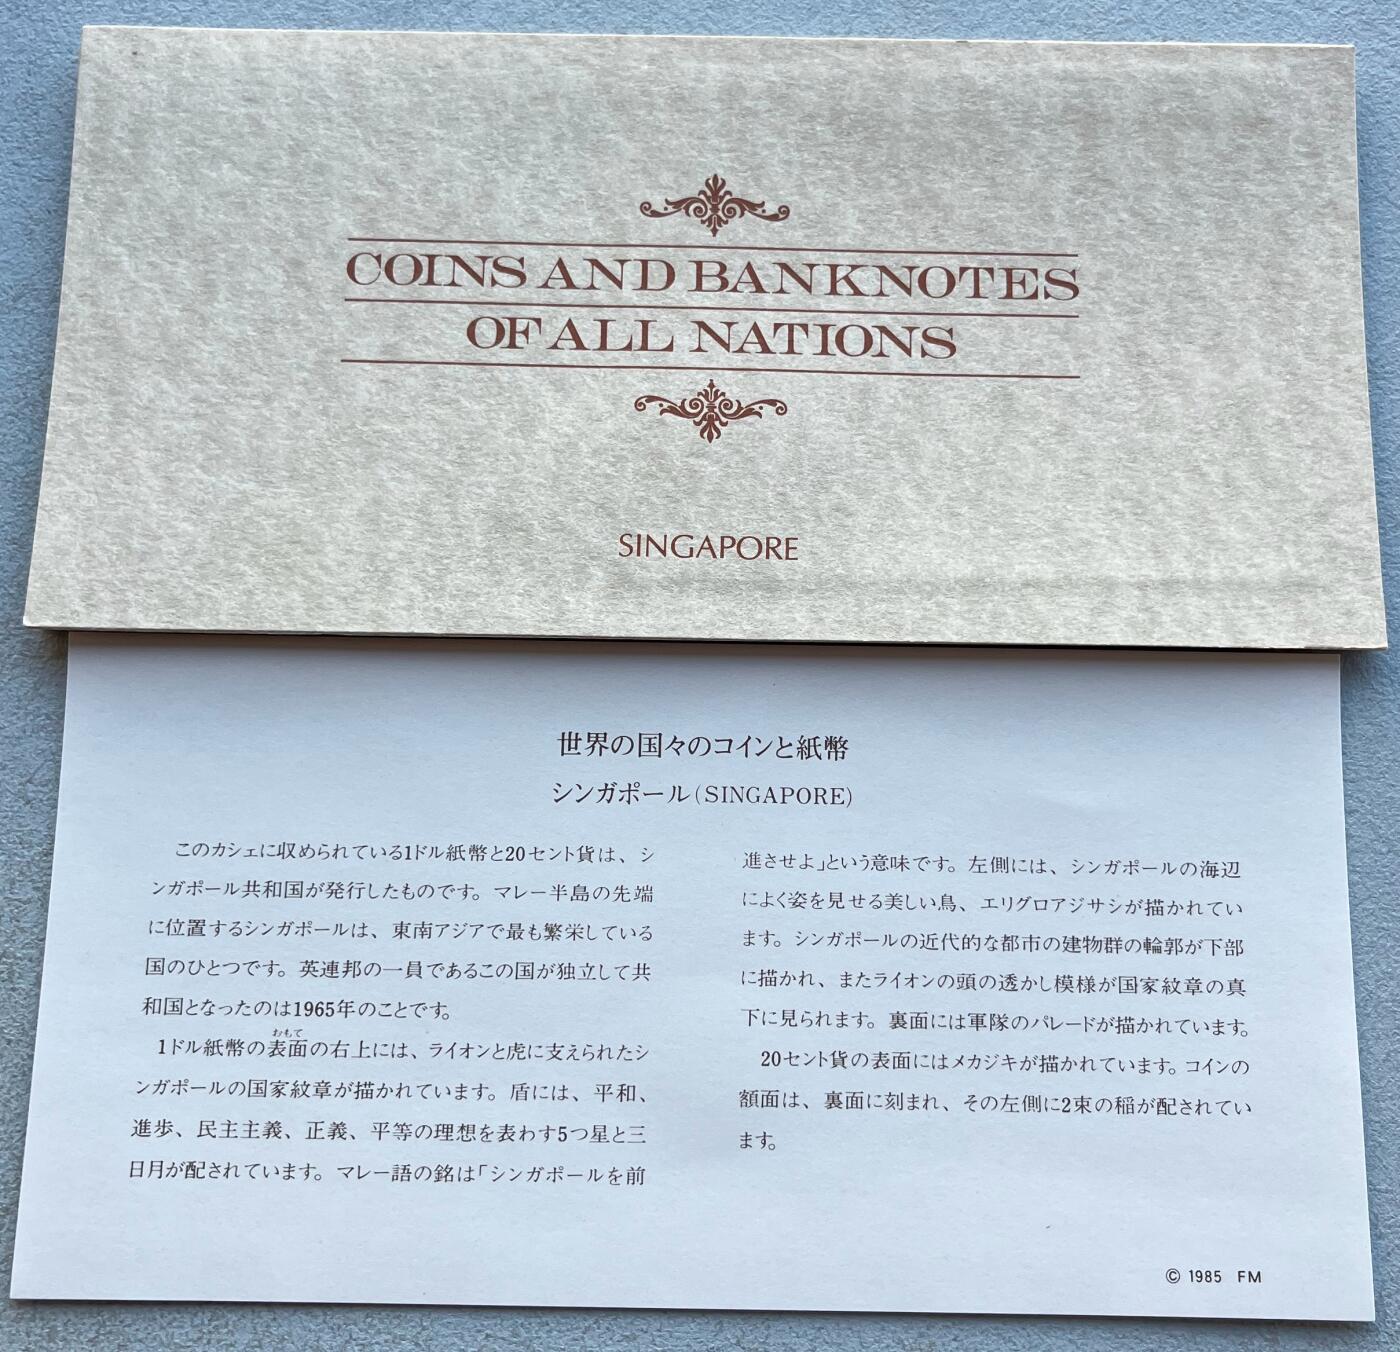 COINS AND BANKNOTES
OF ALL NATIONS
SINGAPORE
世界の国々のコインと紙幣
シンガポール(SINGAPORE)
このカシェに収められている1ドル紙幣と20セント貨は、シ
ンガポール共和国が発行したものです。マレー半島の先端
に位置するシンガポールは、東南アジアで最も繁栄している
国のひとつです。英連邦の一員であるこの国が独立して共
和国となったのは1965年のことです。
おもて
1ドル紙幣の表面の右上には、ライオンと虎に支えられたシ
ンガポールの国家紋章が描かれています。盾には、平和、
進歩、民主主義、正義、平等の理想を表わす5つ星と三
日月が配されています。マレー語の銘は「シンガポールを前
進させよ」という意味です。左側には、シンガポールの海辺
によく姿を見せる美しい鳥、エリグロアジサシが描かれてい
ます。シンガポールの近代的な都市の建物群の輪郭が下部
に描かれ、またライオンの頭の透かし模様が国家紋章の真
下に見られます。裏面には軍隊のパレードが描かれています。
20セント貨の表面にはメカジキが描かれています。コインの
額面は、裏面に刻まれ、その左側に2束の稲が配されてい
ます。
© 1985 FM